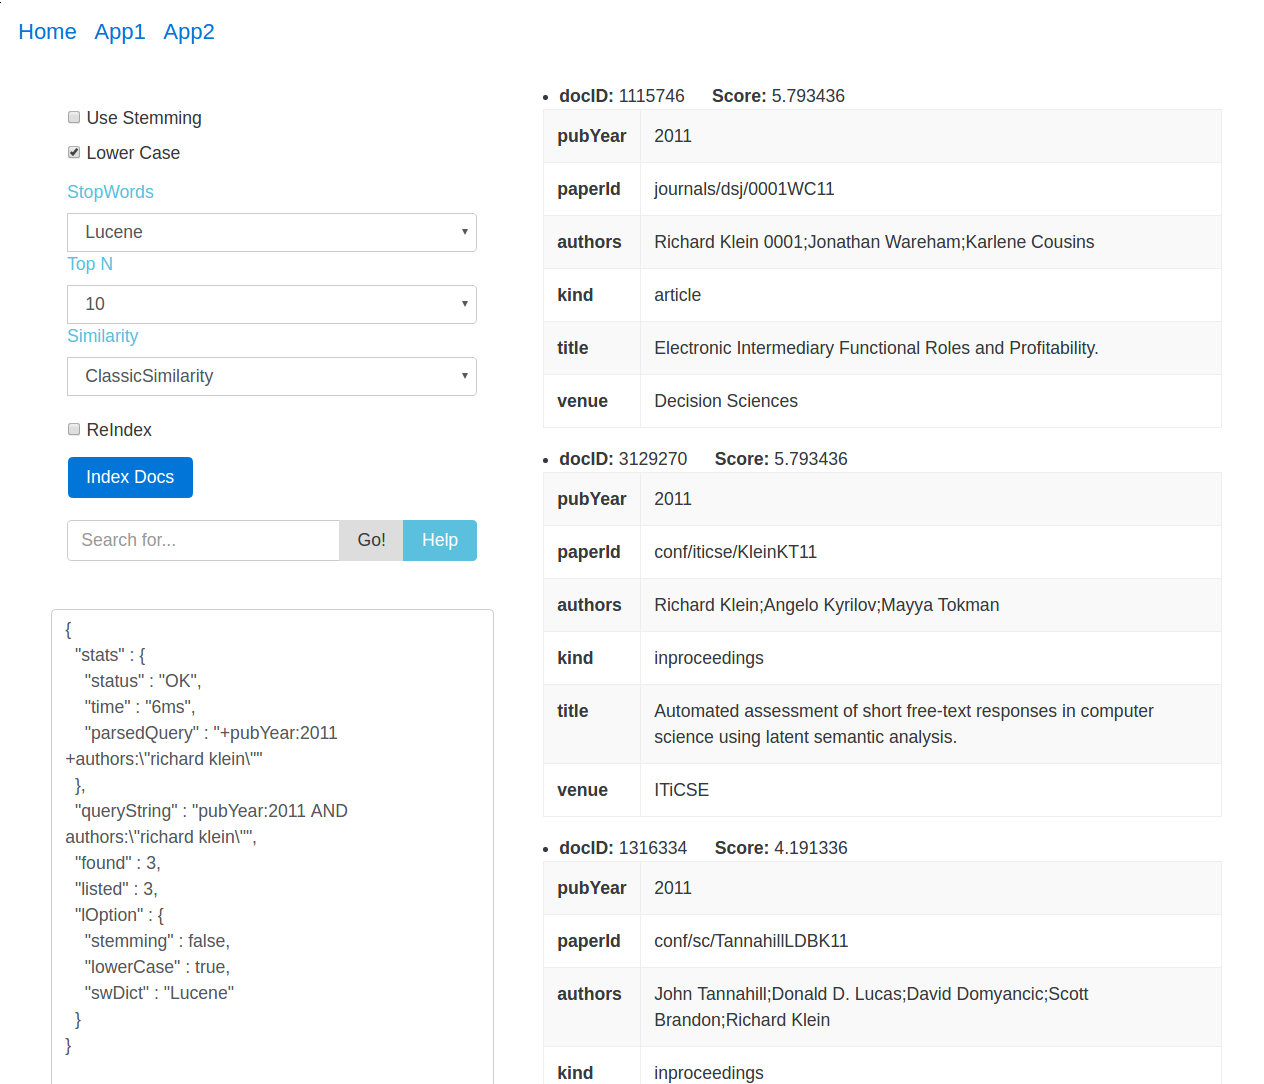 Home App1 App2
Use Stemming
Lower Case
StopWords
Lucene
Top N
10
Similarity
ClassicSimilarity
ReIndex
Index Docs
Search for... Go! Help
{
"stats" : {
"status" : "OK",
"time" : "6ms",
"parsedQuery" : "+pubYear:2011
+authors:\"richard klein\""
},
"queryString" : "pubYear:2011 AND
authors:\"richard klein\"",
"found" : 3,
"listed" : 3,
"lOption" : {
"stemming" : false,
"lowerCase" : true,
"swDict" : "Lucene"
}
}
• docID: 1115746 Score: 5.793436
pubYear 2011
paperId journals/dsj/0001WC11
authors Richard Klein 0001;Jonathan Wareham;Karlene Cousins
kind article
title Electronic Intermediary Functional Roles and Profitability.
venue Decision Sciences
• docID: 3129270 Score: 5.793436
pubYear 2011
paperId conf/iticse/KleinKT11
authors Richard Klein;Angelo Kyrilov;Mayya Tokman
kind inproceedings
title Automated assessment of short free-text responses in computer
science using latent semantic analysis.
venue ITiCSE
• docID: 1316334 Score: 4.191336
pubYear 2011
paperId conf/sc/TannahillLDBK11
authors John Tannahill;Donald D. Lucas;David Domyancic;Scott
Brandon;Richard Klein
kind inproceedings